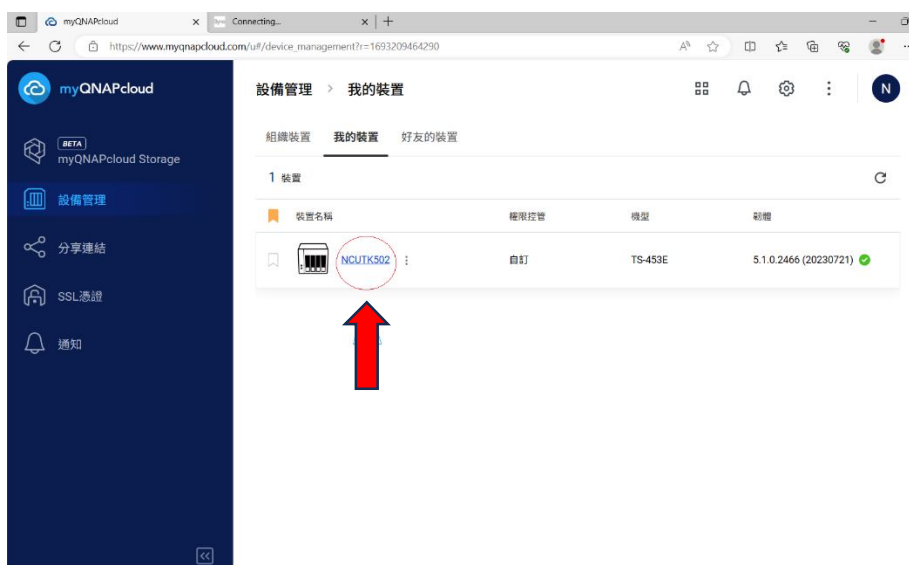 myQNAPcloud
Connecting...
https://www.myqnapcloud.com/u#/device_management?r=1693209464290
myQNAPcloud
設備管理 > 我的裝置
N
BETA
myQNAPcloud Storage
設備管理
分享連結
SSL憑證
通知
組織裝置 我的裝置 好友的裝置
1 裝置
裝置名稱 權限控管 機型 韌體
NCUTK502 自訂 TS-453E 5.1.0.2466 (20230721)